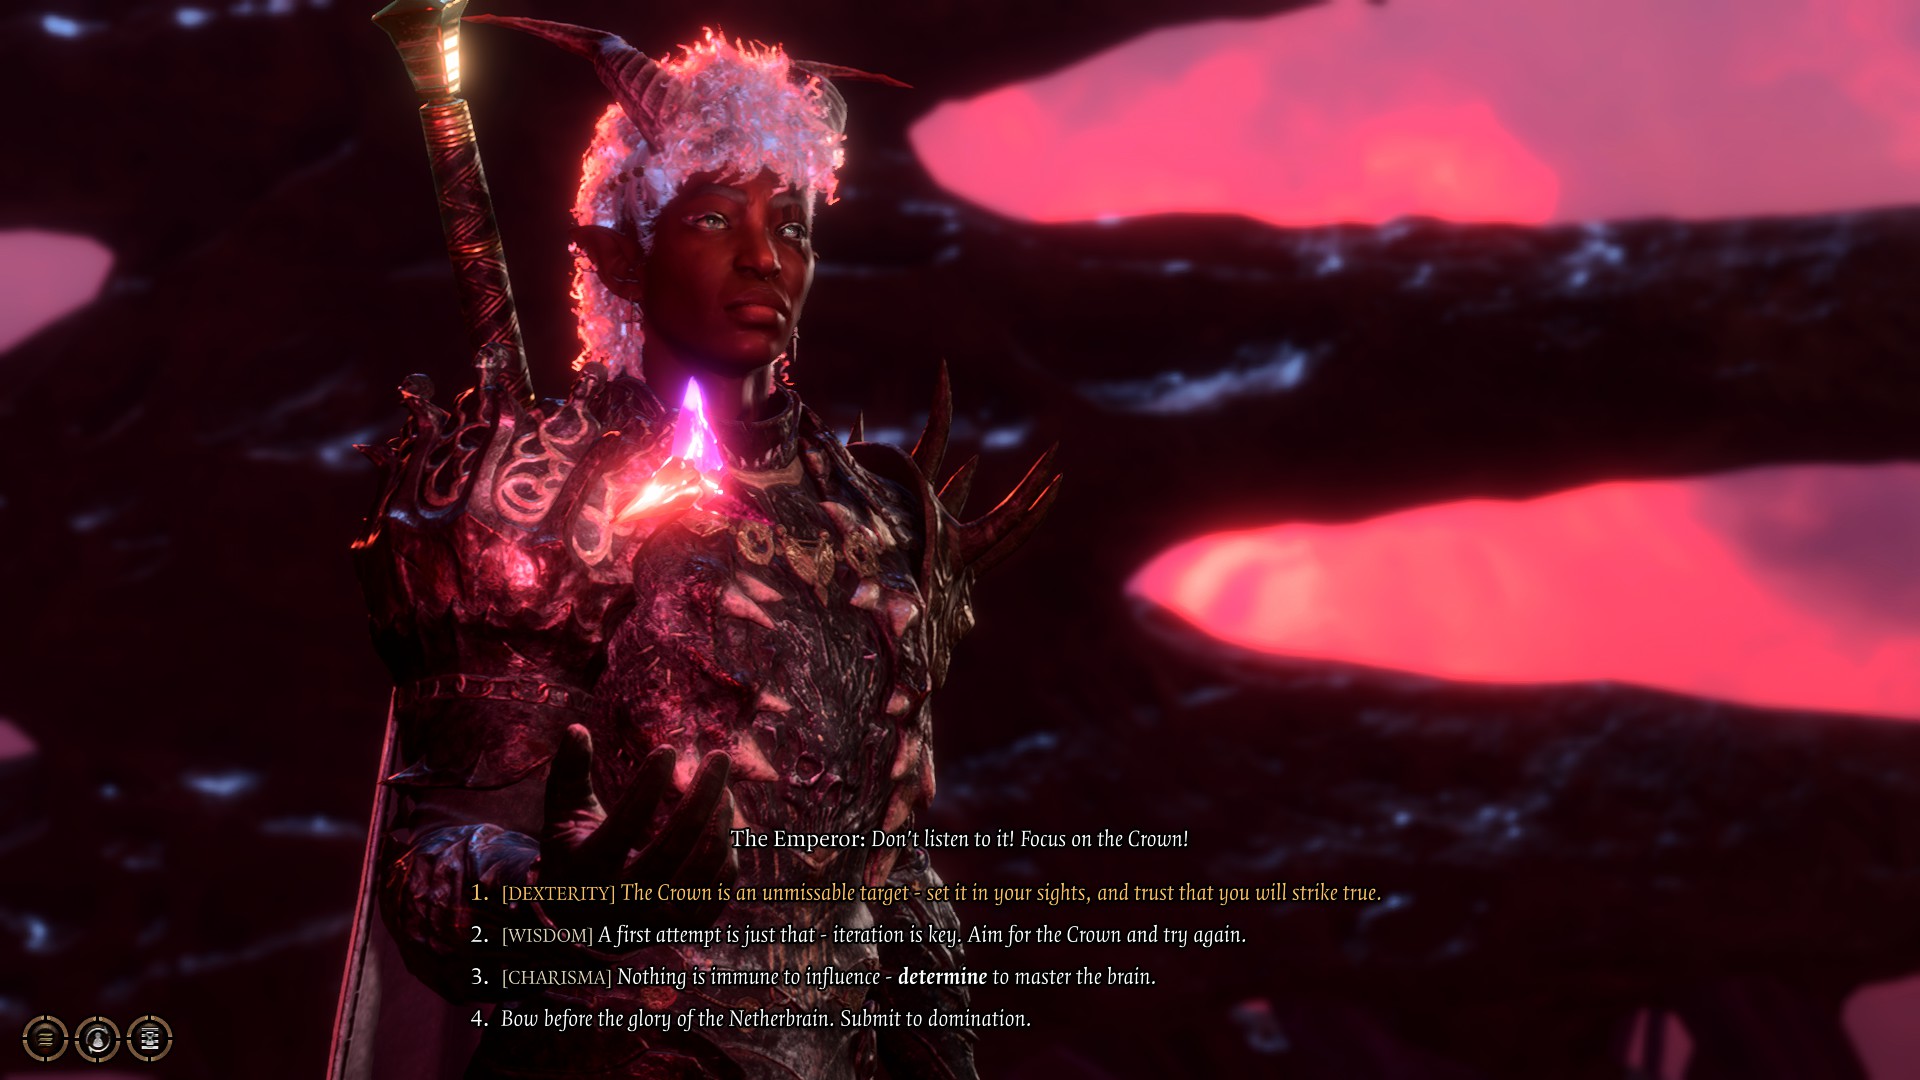 The Emperor: Don't listen to it! Focus on the Crown!
1. [DEXTERITY] The Crown is an unmissable target - set it in your sights, and trust that you will strike true.
2. [WISDOM] A first attempt is just that - iteration is key. Aim for the Crown and try again.
3. [CHARISMA] Nothing is immune to influence - determine to master the brain.
4. Bow before the glory of the Netherbrain. Submit to domination.